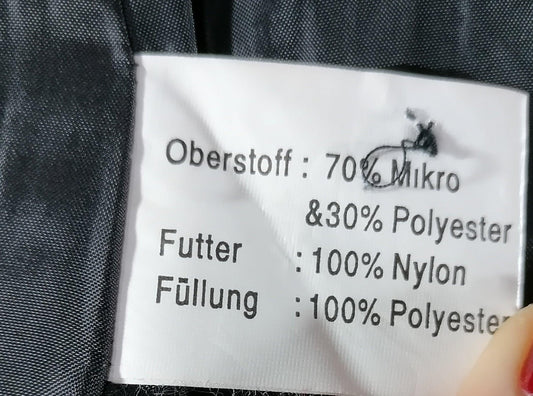 Oberstoff : 70% Mikro
&30% Polyester
Futter : 100% Nylon
Füllung : 100% Polyester